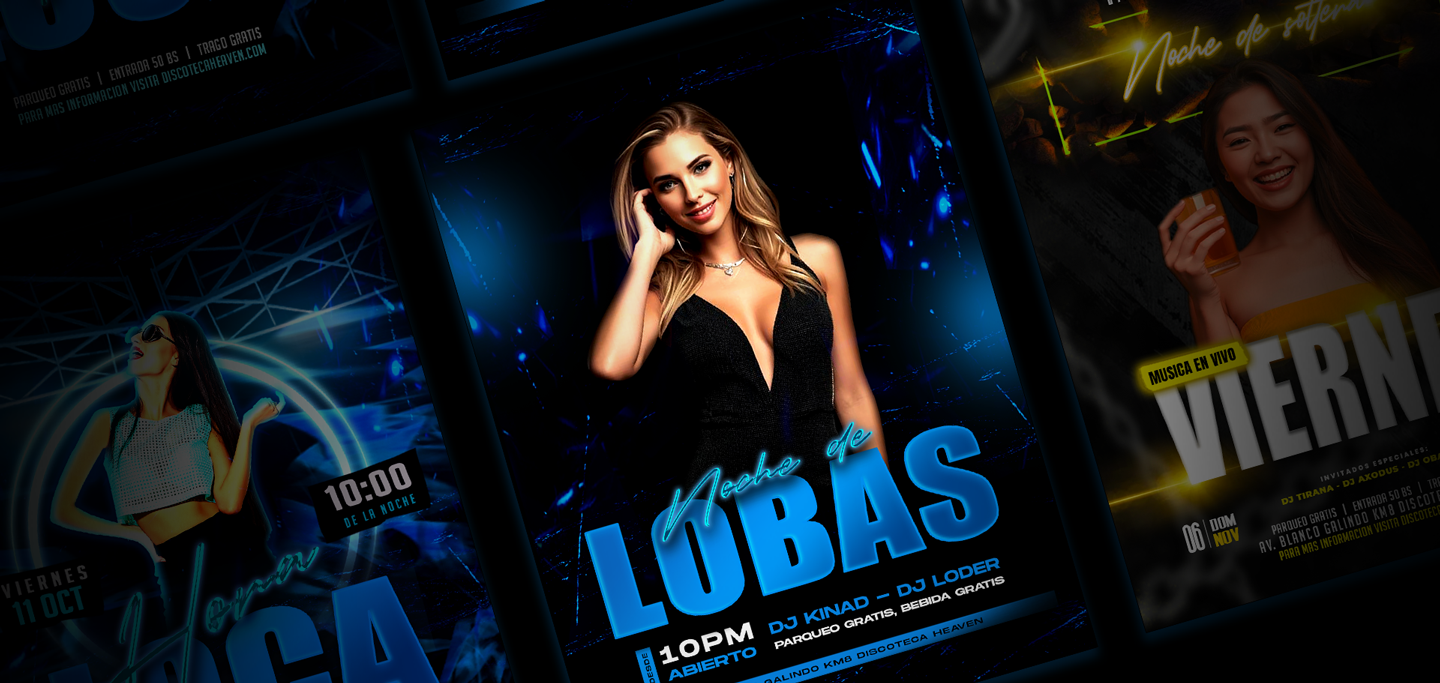 PARQUEO GRATIS | ENTRADA 50 BS | TRAGO GRATIS
PARA MAS INFORMACION VISITA DISCOTECAHEAVEN.COM
10:00
DE LA NOCHE
VIERNES
11 OCT
Hora
LOCA
Noche de
LOBAS
DESDE
10PM
ABIERTO
DJ KINAD – DJ LODER
PARQUEO GRATIS, BEBIDA GRATIS
GALINDO KM8 DISCOTECA HEAVEN
Noche de
MUSICA EN VIVO
VIERNE
INVITADOS ESPECIALES:
DJ TIRANA - DJ AXODUS - DJ
06 DOM
NOV
PARQUEO GRATIS | ENTRADA 50 BS |
AV. BLANCO GALINDO KM8
PARA MAS INFORMACION VISITA